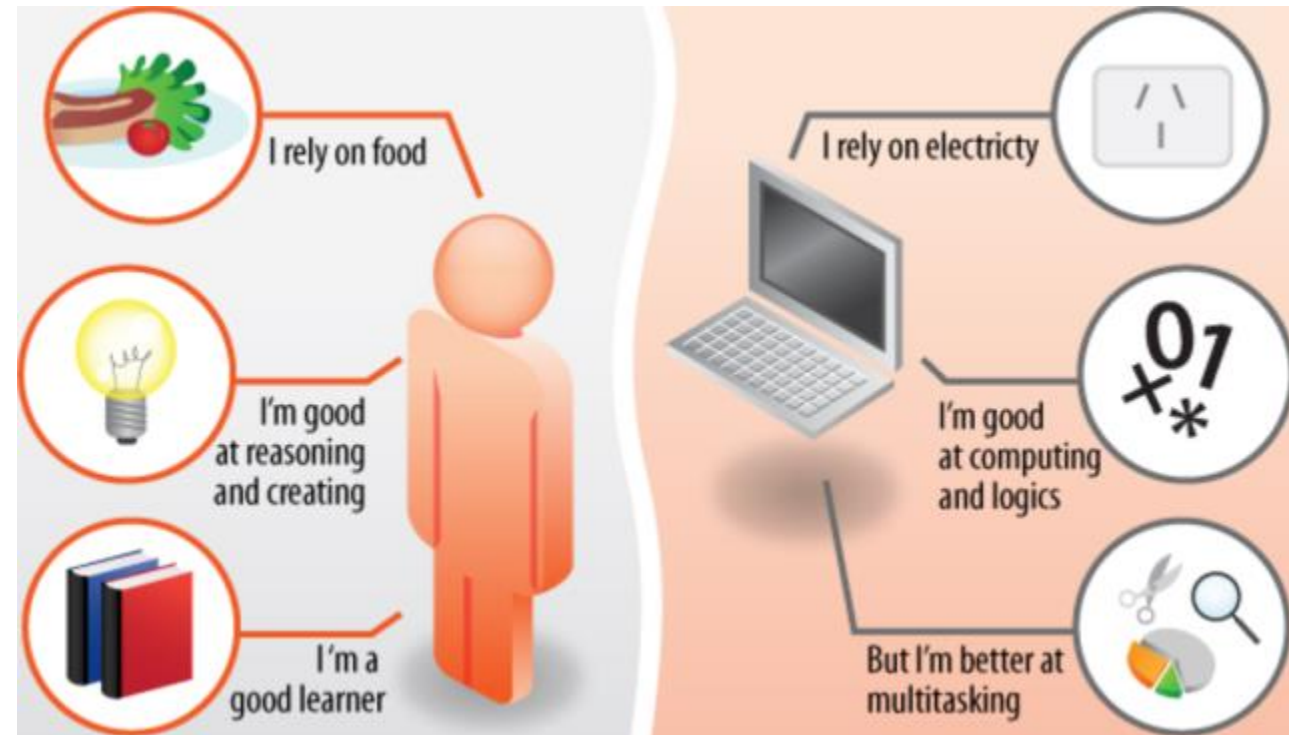 I rely on food
I'm good
at reasoning
and creating
I'm a
good learner
I rely on electricty
I'm good
at computing
and logics
But I'm better at
multitasking
01
×*